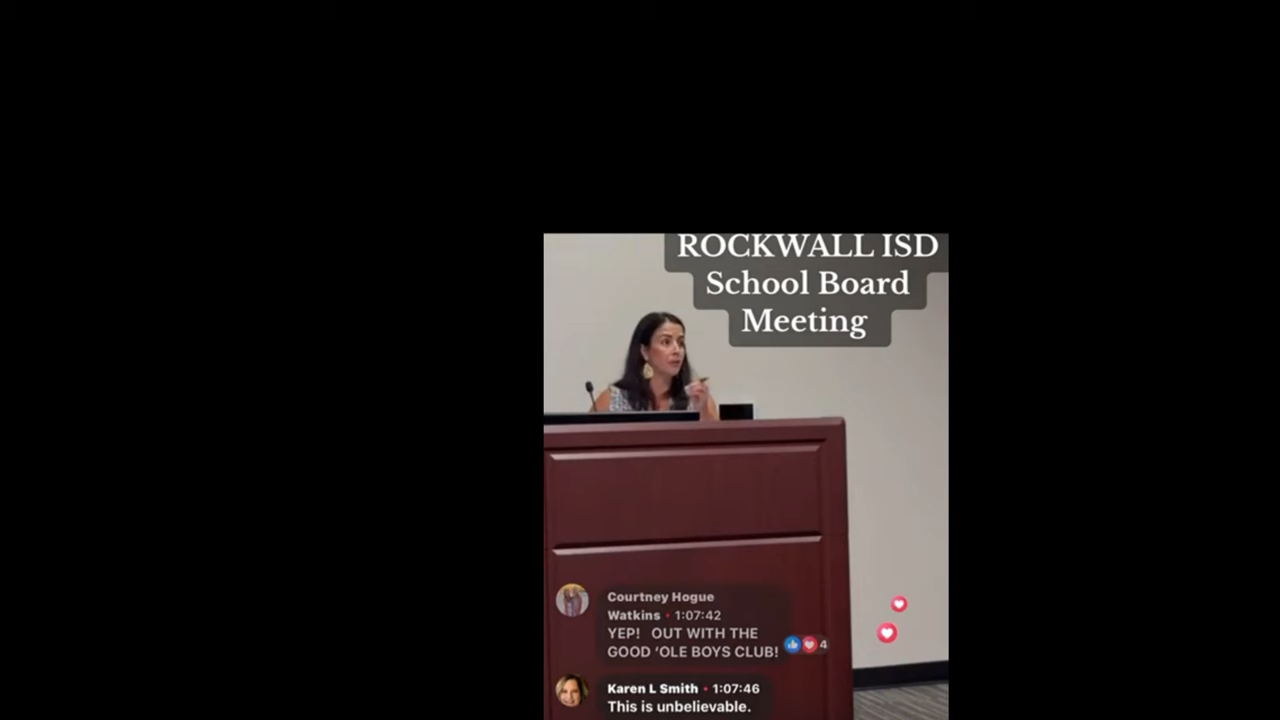 ROCKWALL ISD
School Board
Meeting
Courtney Hogue
Watkins • 1:07:42
YEP! OUT WITH THE
GOOD ‘OLE BOYS CLUB!
4
Karen L Smith • 1:07:46
This is unbelievable.